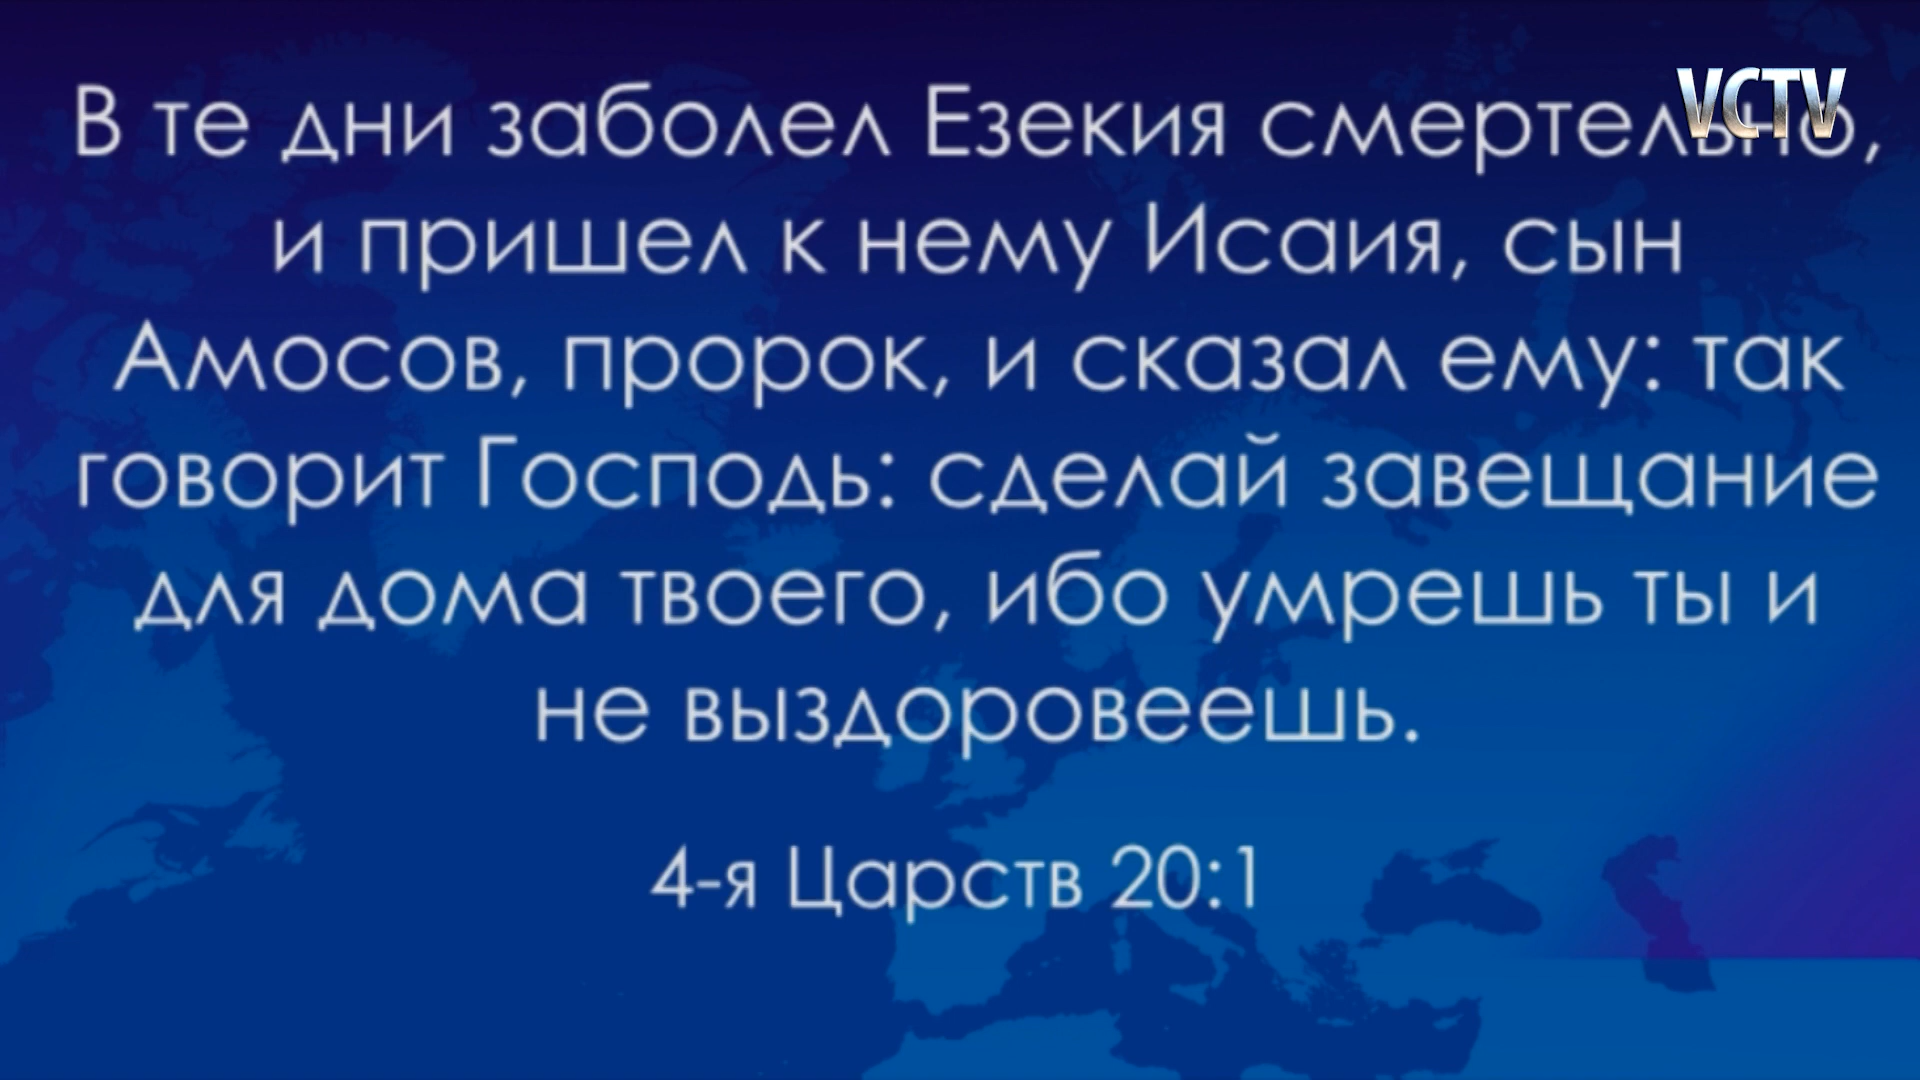 VCTV
В те дни заболел Езекия смертельно,
и пришел к нему Исаия, сын
Амосов, пророк, и сказал ему: так
говорит Господь: сделай завещание
для дома твоего, ибо умрешь ты и
не выздоровеешь.
4-я Царств 20:1